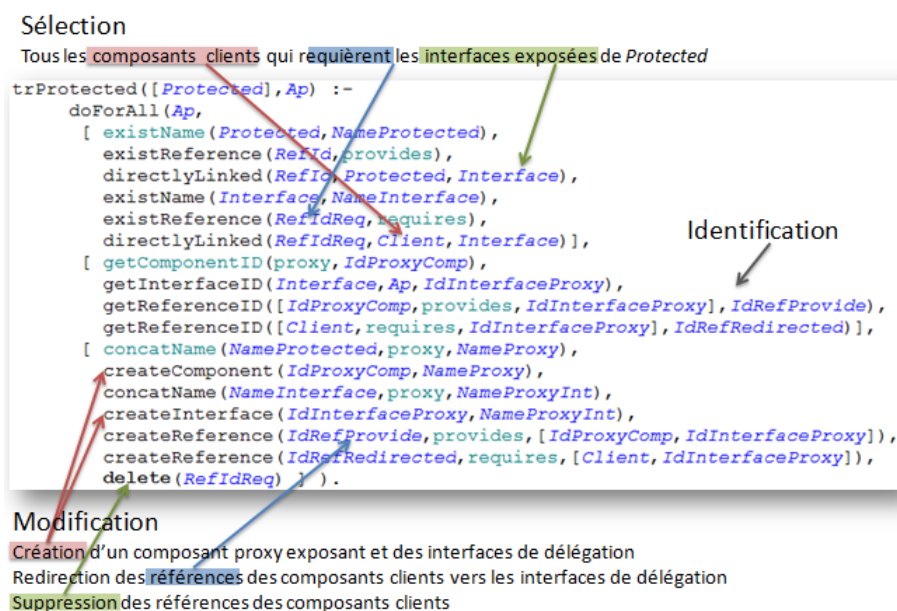 Sélection
Tous les composants clients qui requièrent les interfaces exposées de Protected
trProtected([Protected],Ap) :-
doForAll(Ap,
[ existName(Protected,NameProtected),
existReference(RefId,provides),
directlyLinked(RefId,Protected,Interface),
existName(Interface,NameInterface),
existReference(RefIdReq,requires),
directlyLinked(RefIdReq,Client,Interface)],
Identification
[ getComponentID(proxy,IdProxyComp),
getInterfaceID(Interface,Ap,IdInterfaceProxy),
getReferenceID([IdProxyComp,provides,IdInterfaceProxy],IdRefProvide),
getReferenceID([Client,requires,IdInterfaceProxy],IdRefRedirected)],
[ concatName(NameProtected,proxy,NameProxy),
createComponent(IdProxyComp,NameProxy),
concatName(NameInterface,proxy,NameProxyInt),
createInterface(IdInterfaceProxy,NameProxyInt),
createReference(IdRefProvide,provides,[IdProxyComp,IdInterfaceProxy]),
createReference(IdRefRedirected,requires,[Client,IdInterfaceProxy]),
delete(RefIdReq) ] ).
Modification
Création d'un composant proxy exposant et des interfaces de délégation
Redirection des références des composants clients vers les interfaces de délégation
Suppression des références des composants clients